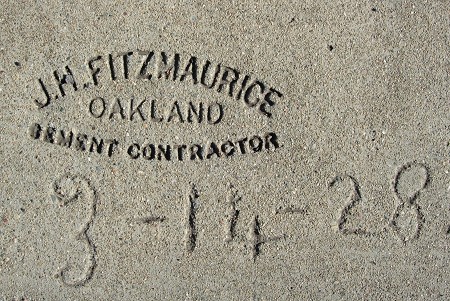 J.H. FITZMAURICE
OAKLAND
CEMENT CONTRACTOR
3-14-28